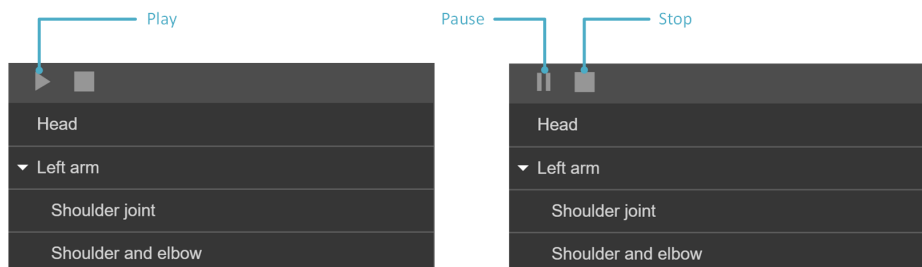 Play
Pause
Stop
Head
Left arm
Shoulder joint
Shoulder and elbow
Head
Left arm
Shoulder joint
Shoulder and elbow